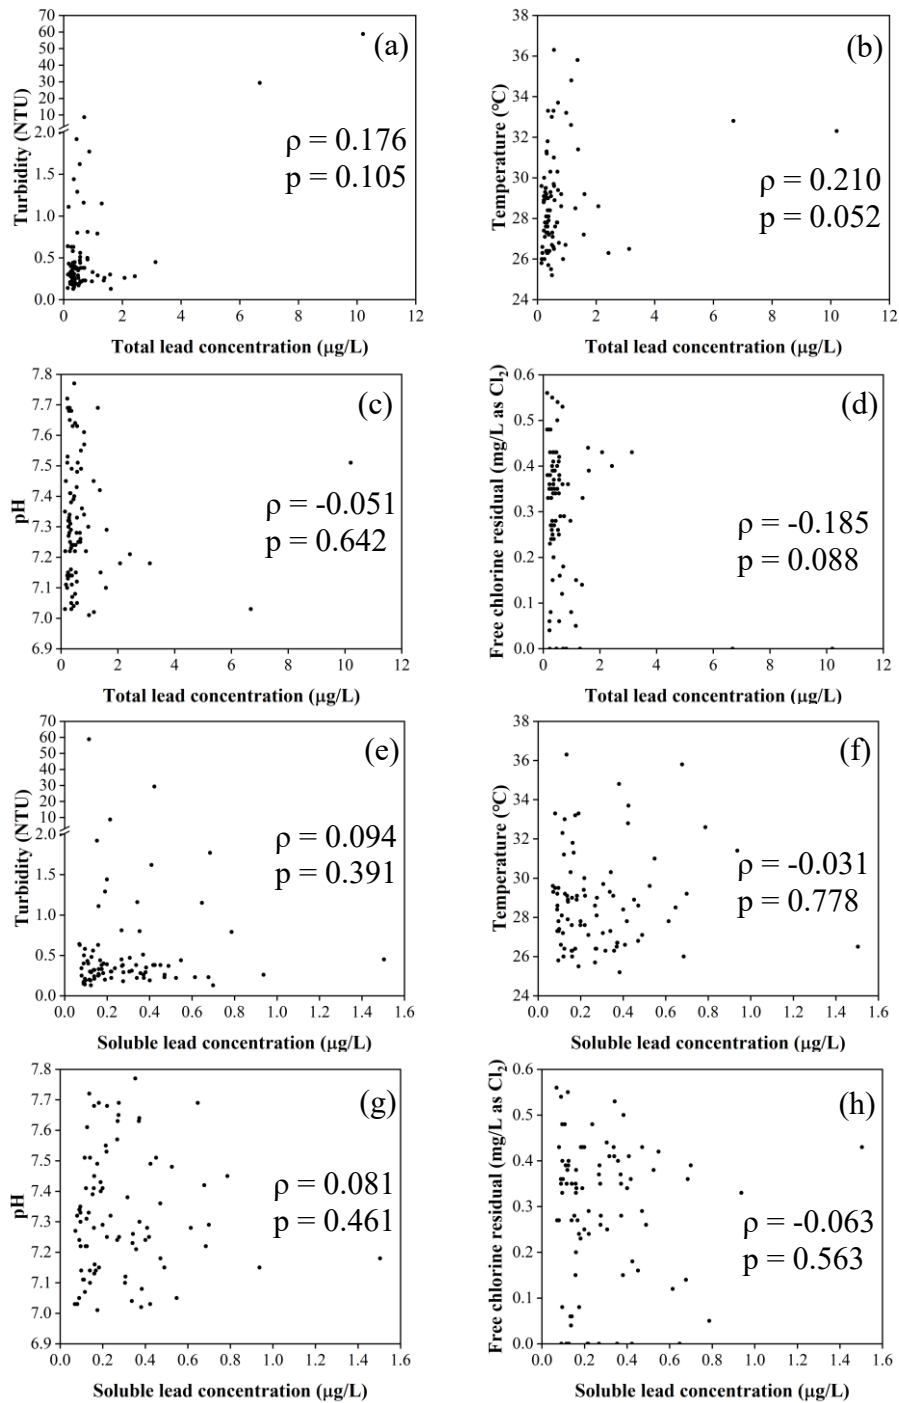 70
60
50
40
30
20
10
2.0
1.5
1.0
0.5
0.0
Turbidity (NTU)
(a)
ρ = 0.176
p = 0.105
0 2 4 6 8 10 12
Total lead concentration (μg/L)
38
36
34
32
30
28
26
24
Temperature (°C)
(b)
ρ = 0.210
p = 0.052
0 2 4 6 8 10 12
Total lead concentration (μg/L)
7.8
7.7
7.6
7.5
7.4
7.3
7.2
7.1
7.0
6.9
pH
(c)
ρ = -0.051
p = 0.642
0 2 4 6 8 10 12
Total lead concentration (μg/L)
0.6
0.5
0.4
0.3
0.2
0.1
0.0
Free chlorine residual (mg/L as Cl₂)
(d)
ρ = -0.185
p = 0.088
0 2 4 6 8 10 12
Total lead concentration (μg/L)
70
60
50
40
30
20
10
2.0
1.5
1.0
0.5
0.0
Turbidity (NTU)
(e)
ρ = 0.094
p = 0.391
0.0 0.2 0.4 0.6 0.8 1.0 1.2 1.4 1.6
Soluble lead concentration (μg/L)
38
36
34
32
30
28
26
24
Temperature (°C)
(f)
ρ = -0.031
p = 0.778
0.0 0.2 0.4 0.6 0.8 1.0 1.2 1.4 1.6
Soluble lead concentration (μg/L)
7.8
7.7
7.6
7.5
7.4
7.3
7.2
7.1
7.0
6.9
pH
(g)
ρ = 0.081
p = 0.461
0.0 0.2 0.4 0.6 0.8 1.0 1.2 1.4 1.6
Soluble lead concentration (μg/L)
0.6
0.5
0.4
0.3
0.2
0.1
0.0
Free chlorine residual (mg/L as Cl₂)
(h)
ρ = -0.063
p = 0.563
0.0 0.2 0.4 0.6 0.8 1.0 1.2 1.4 1.6
Soluble lead concentration (μg/L)